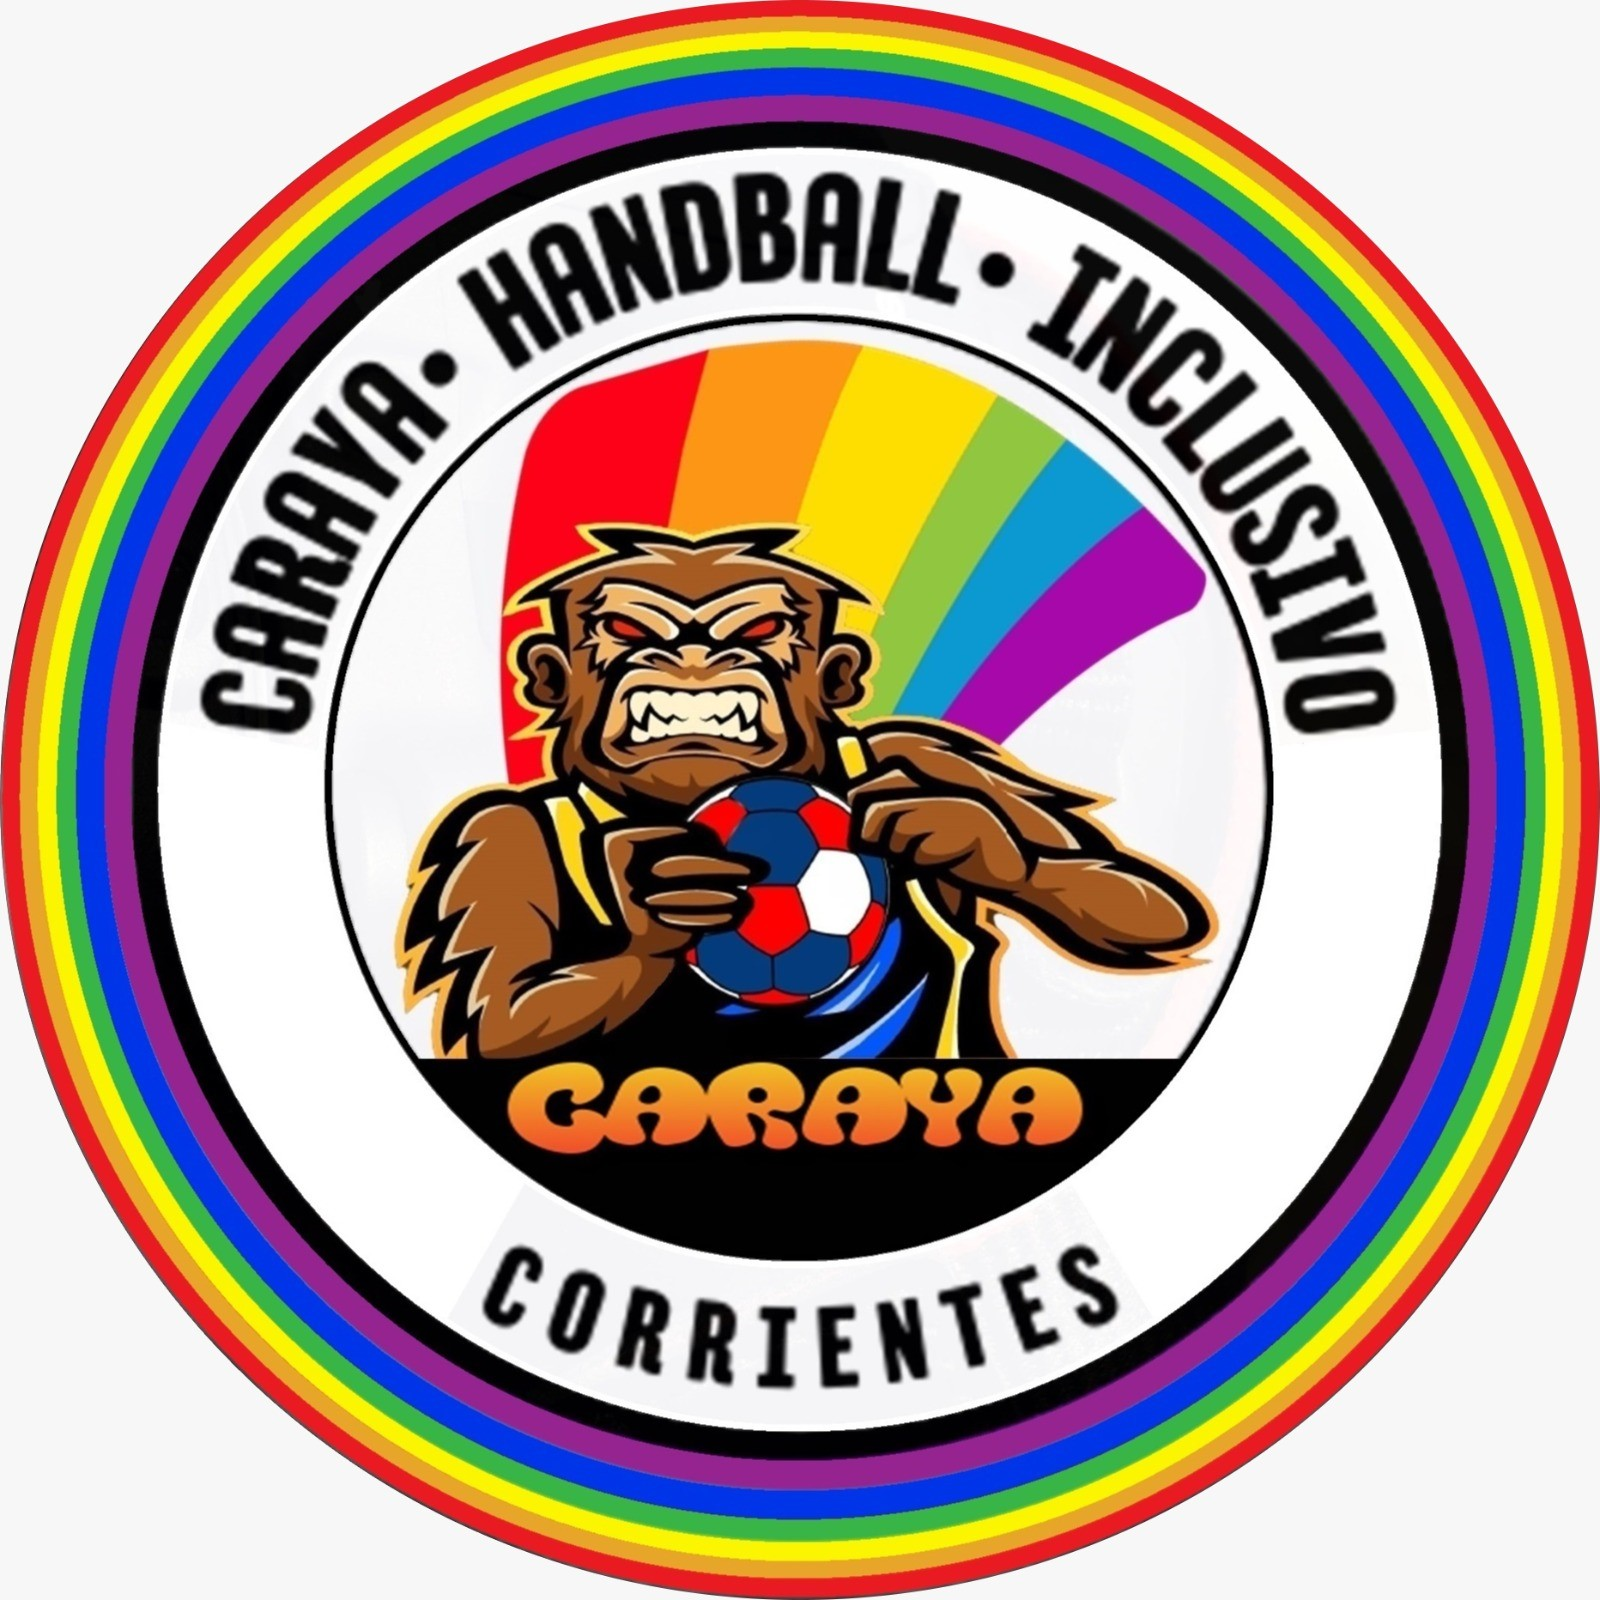 CARAYA• HANDBALL• INCLUSIVO
CARAYA
CORRIENTES